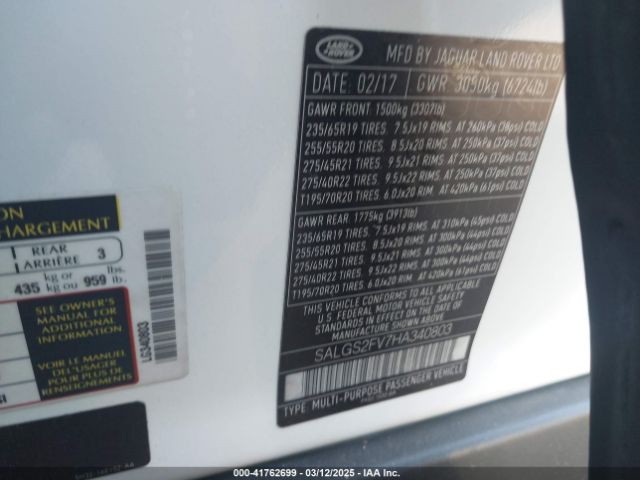 LAND
ROVER
MFD BY JAGUAR LAND ROVER LTD
DATE: 02/17 GWR 3050kg (6724lb)
GAWR FRONT 1500kg (3307lb)
235/65R19 TIRES. 7.5Jx19 RIMS AT 260kPa (38psi) COLD
255/55R20 TIRES. 8.5Jx20 RIMS AT 250kPa (37psi) COLD
275/45R21 TIRES. 9.5Jx21 RIMS AT 250kPa (37psi) COLD
275/40R22 TIRES. 9.5Jx22 RIMS AT 250kPa (37psi) COLD
T195/70R20 TIRES. 6.0Jx20 RIM AT 420kPa (61psi) COLD
GAWR REAR 1775kg (3913lb)
235/65R19 TIRES 7.5Jx19 RIMS AT 310kPa (45psi) COLD
255/55R20 TIRES 8.5Jx20 RIMS AT 300kPa (44psi) COLD
275/45R21 TIRES 9.5Jx21 RIMS AT 300kPa (44psi) COLD
275/40R22 TIRES 9.5Jx22 RIMS AT 300kPa (44psi) COLD
T195/70R20 TIRES 6.0Jx20 RIM AT 420kPa (61psi) COLD
THIS VEHICLE CONFORMS TO ALL APPLICABLE
U.S. FEDERAL MOTOR VEHICLE SAFETY
STANDARDS IN EFFECT ON THE DATE OF
MANUFACTURE SHOWN ABOVE
SALGS2FV7HA340803
TYPE MULTI-PURPOSE PASSENGER VEHICLE
ON
CHARGEMENT
REAR
ARRIÈRE 3
435 kg or kg ou 959 lbs. lb.
SEE OWNER'S
MANUAL FOR
ADDITIONAL
INFORMATION
VOIR LE MANUEL
DE L'USAGER
POUR PLUS DE
RENSEIGNEMENTS
LG340803
SI
41762699 - 03/12/2025 - IAA Inc.